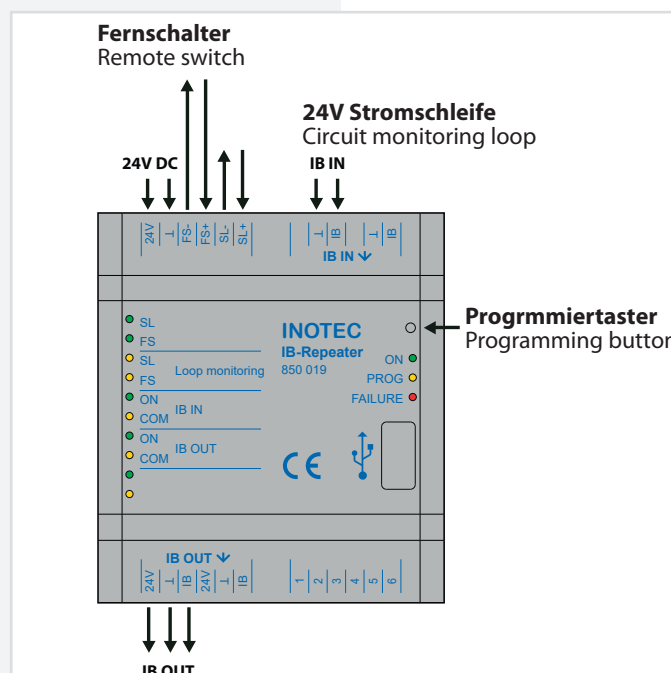 Fernschalter
Remote switch
24V Stromschleife
Circuit monitoring loop
24V DC
IB IN
24V ⊥ FS- FS+ SL- SL+
⊥ IB ⊥ IB
IB IN
Progrmmiertaster
Programming button
SL
FS
SL
FS
Loop monitoring
ON
COM
IB IN
ON
COM
IB OUT
INOTEC
IB-Repeater
850 019
ON
PROG
FAILURE
CE
IB OUT
24V ⊥ IB 24V ⊥ IB
1 2 3 4 5 6
IB OUT